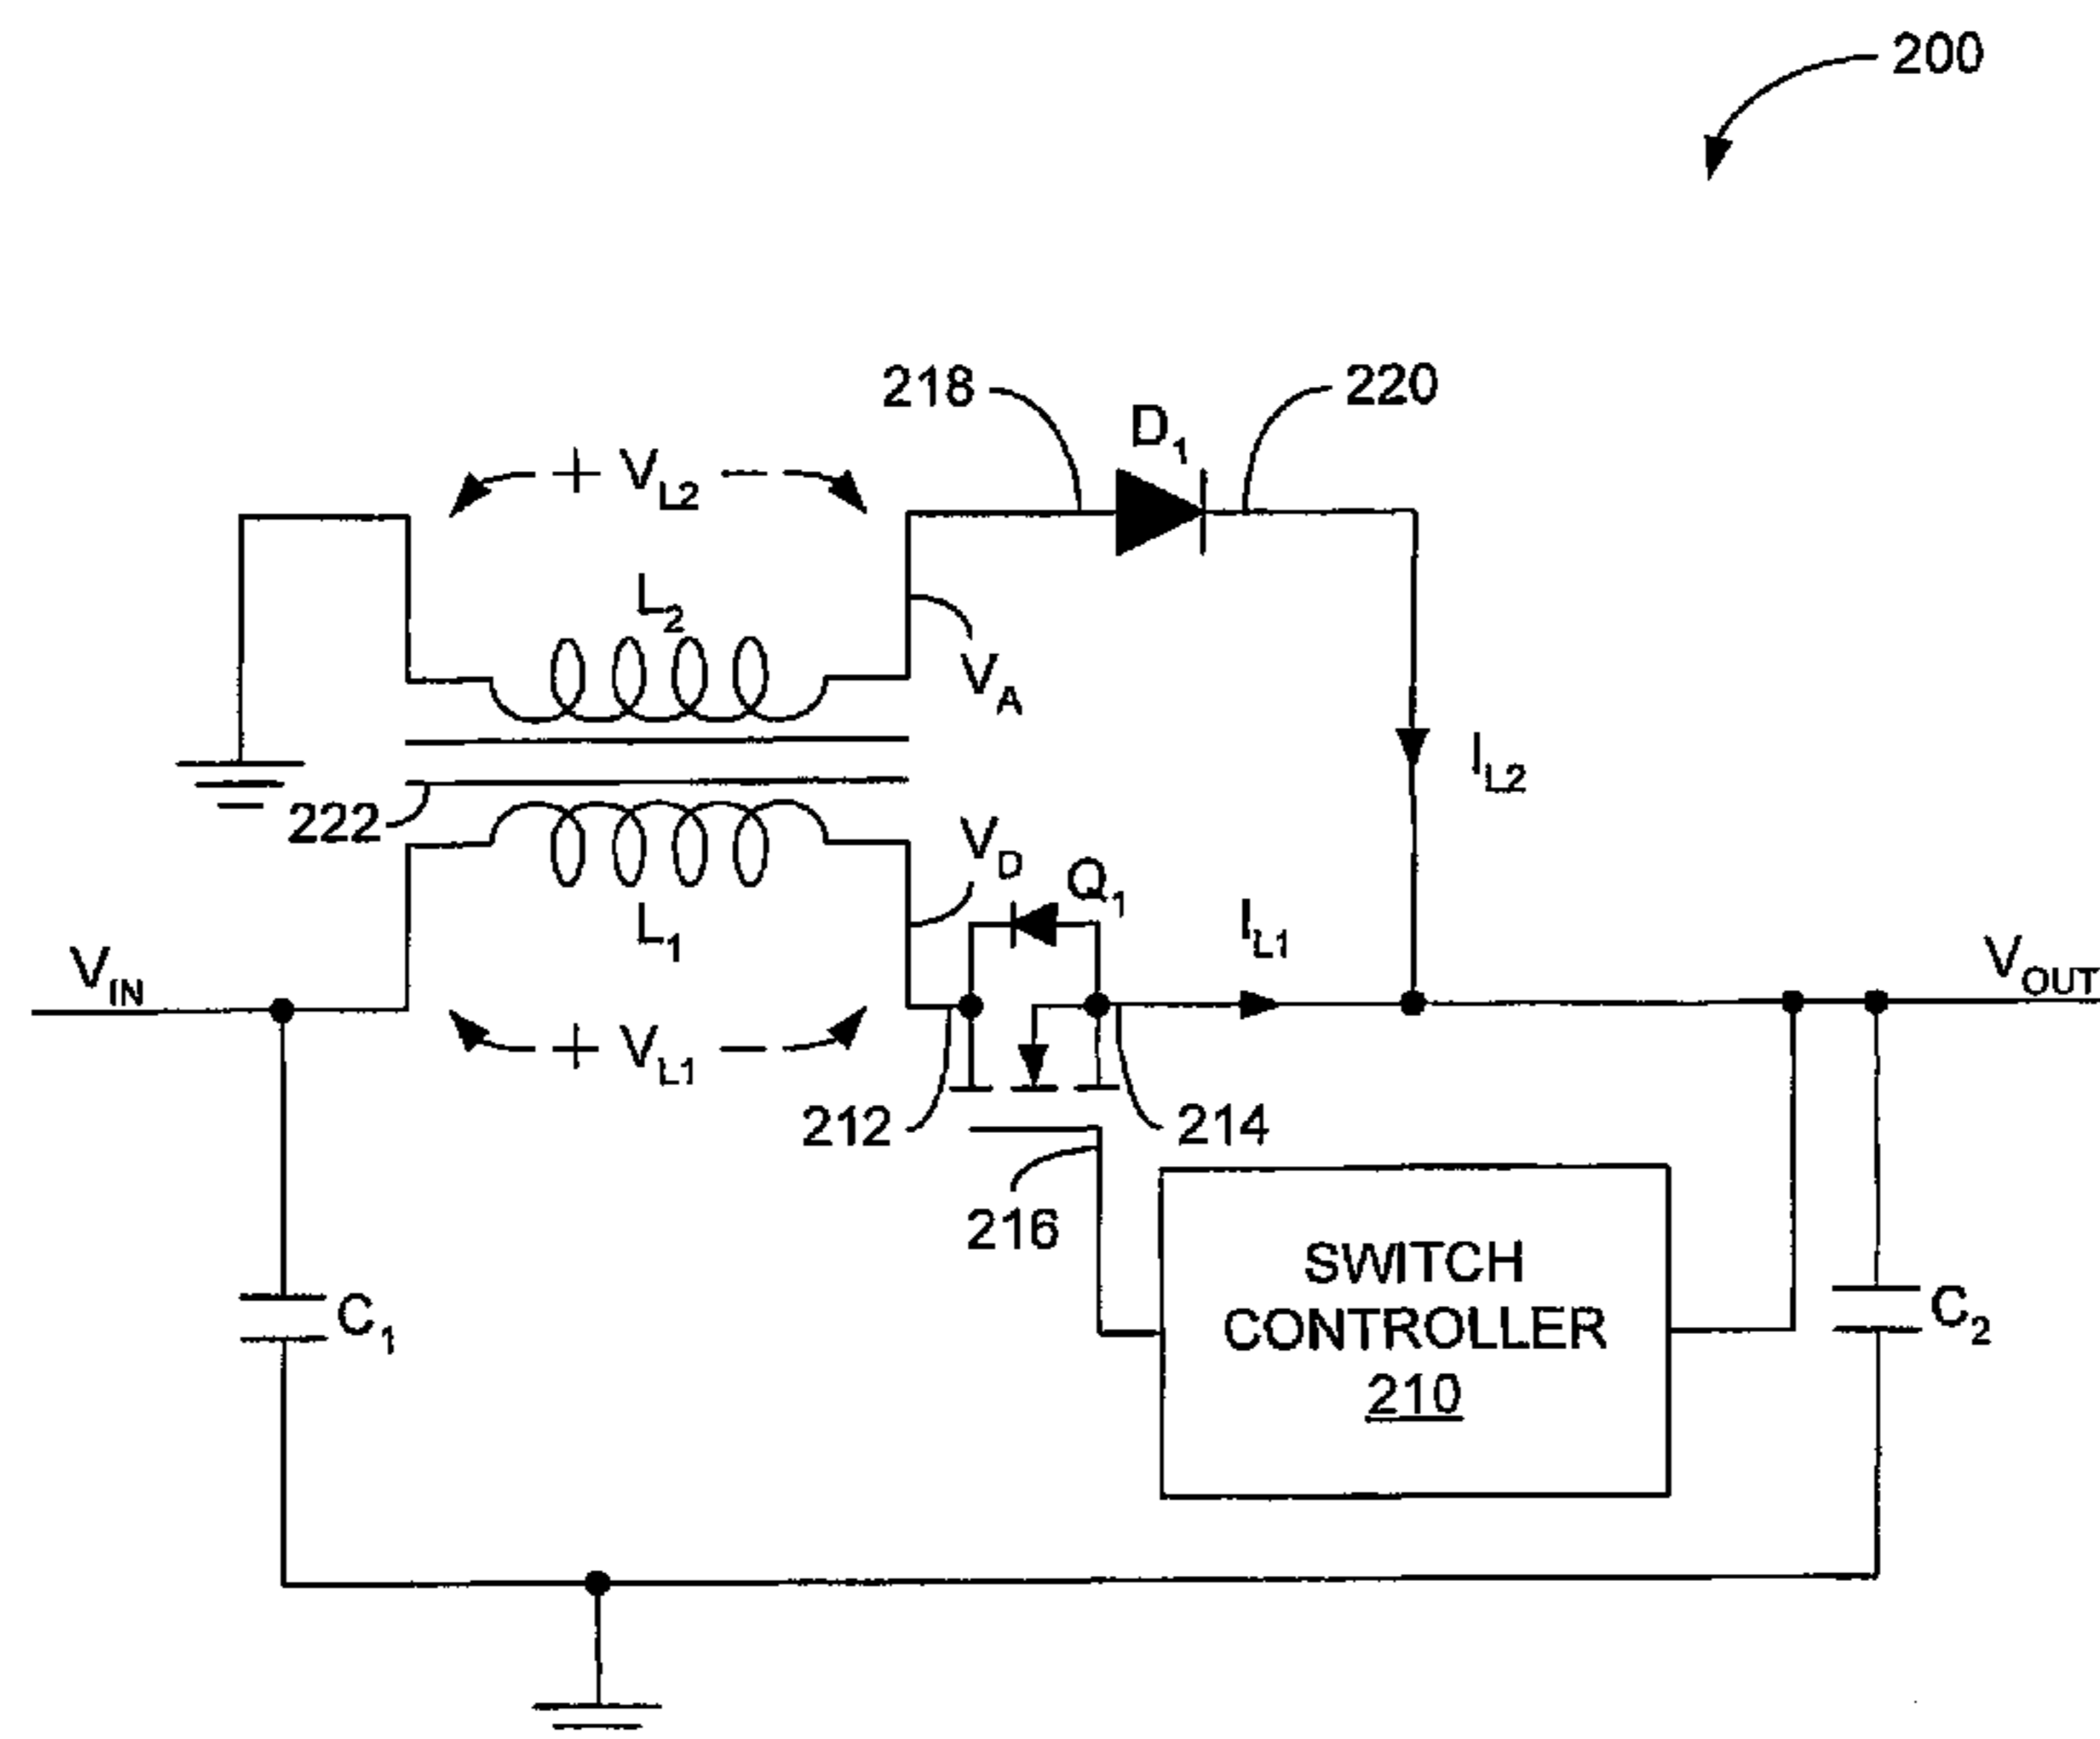 200
218
D1
220
+ VL2 −
L2
VA
IL2
222
VD
Q1
IL1
L1
VIN
VOUT
+ VL1 −
212
214
216
SWITCH
CONTROLLER
210
C1
C2